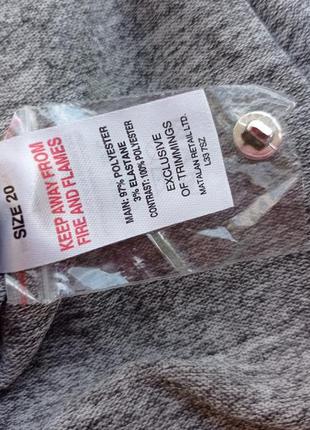 SIZE 20
KEEP AWAY FROM
FIRE AND FLAMES
MAIN: 97% POLYESTER
3% ELASTANE
CONTRAST: 100% POLYESTER
EXCLUSIVE
OF TRIMMINGS
MATALAN RETAIL LTD.
L33 7SZ